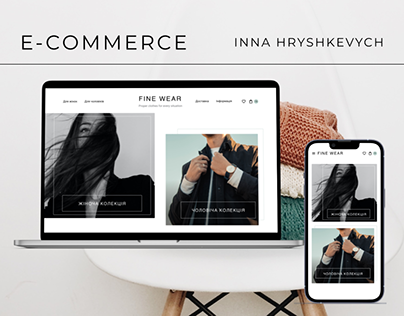 E-COMMERCE
INNA HRYSHKEVYCH
Для жінок Для чоловіків FINE WEAR Доставка Інформація
ЖІНОЧА КОЛЕКЦІЯ
ЧОЛОВІЧА КОЛЕКЦІЯ
FINE WEAR
ЖІНОЧА КОЛЕКЦІЯ
ЧОЛОВІЧА КОЛЕКЦІЯ